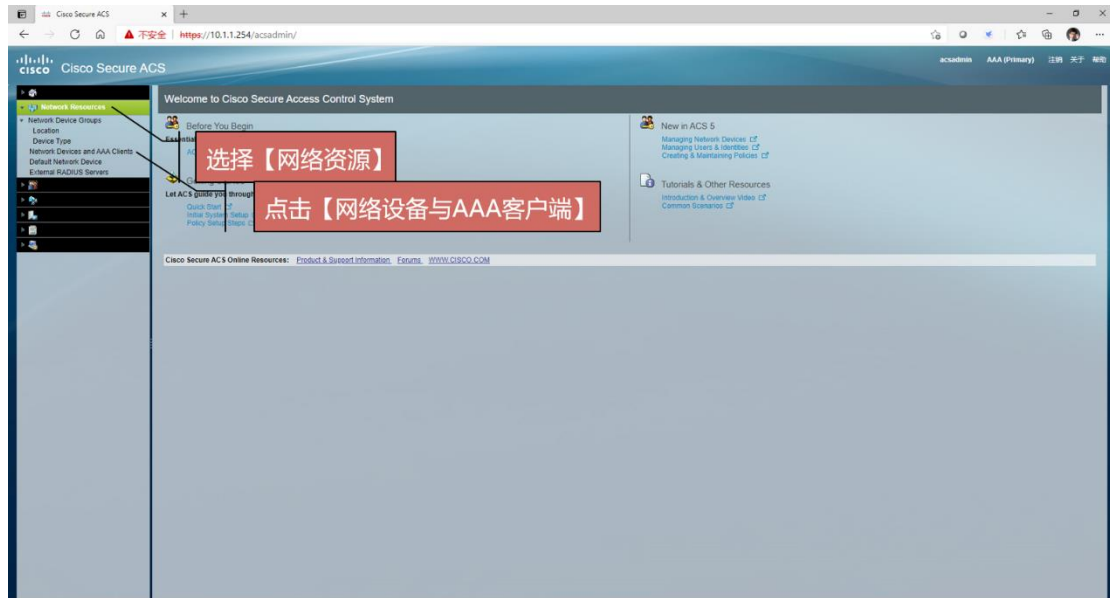 Cisco Secure ACS
不安全 | https://10.1.1.254/acsadmin/
CISCO Cisco Secure ACS
acsadmin AAA (Primary) 注销 关于 帮助
Network Resources
Network Device Groups
Location
Device Type
Network Devices and AAA Clients
Default Network Device
External RADIUS Servers
Welcome to Cisco Secure Access Control System
Before You Begin
选择【网络资源】
Let ACS guide you through
点击【网络设备与AAA客户端】
Quick Start
Initial System Setup
Policy Setup Steps
New in ACS 5
Managing Network Devices
Managing Users & Identities
Creating & Maintaining Policies
Tutorials & Other Resources
Introduction & Overview Video
Common Scenarios
Cisco Secure ACS Online Resources: Product & Support Information Forums WWW.CISCO.COM